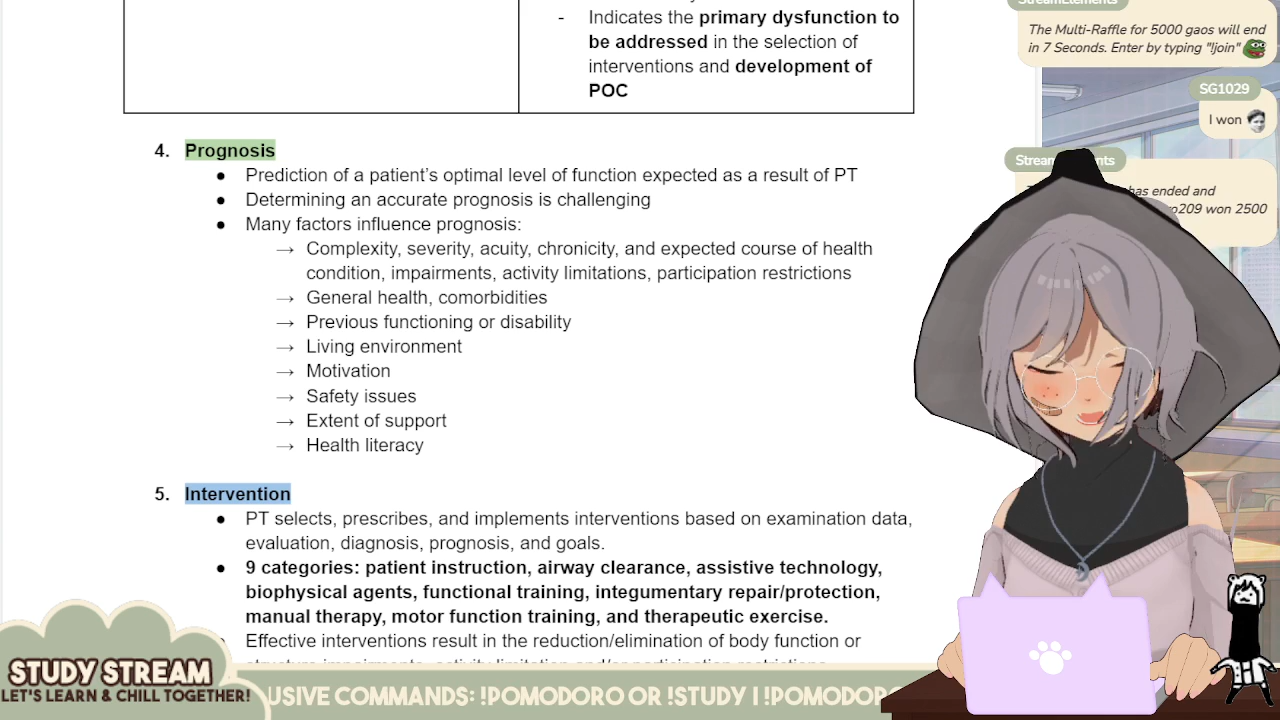 - Indicates the primary dysfunction to
be addressed in the selection of
interventions and development of
POC
4. Prognosis
● Prediction of a patient’s optimal level of function expected as a result of PT
● Determining an accurate prognosis is challenging
● Many factors influence prognosis:
→ Complexity, severity, acuity, chronicity, and expected course of health
condition, impairments, activity limitations, participation restrictions
→ General health, comorbidities
→ Previous functioning or disability
→ Living environment
→ Motivation
→ Safety issues
→ Extent of support
→ Health literacy
5. Intervention
● PT selects, prescribes, and implements interventions based on examination data,
evaluation, diagnosis, prognosis, and goals.
● 9 categories: patient instruction, airway clearance, assistive technology,
biophysical agents, functional training, integumentary repair/protection,
manual therapy, motor function training, and therapeutic exercise.
Effective interventions result in the reduction/elimination of body function or
StreamElements
The Multi-Raffle for 5000 gaos will end
in 7 Seconds. Enter by typing "!join"
SG1029
I won
has ended and
won 2500
STUDY STREAM
LET'S LEARN & CHILL TOGETHER!
USIVE COMMANDS: !POMODORO OR !STUDY | !POMODORO